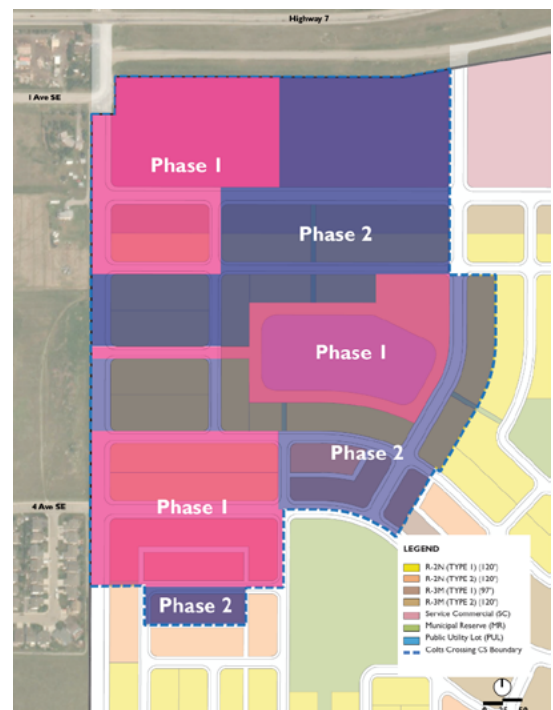 Highway 7
1 Ave SE
Phase 1
Phase 2
Phase 1
Phase 2
4 Ave SE
Phase 1
Phase 2
LEGEND
R-2N (TYPE 1) (120')
R-2N (TYPE 2) (120')
R-3M (TYPE 1) (97')
R-3M (TYPE 2) (120')
Service Commercial (SC)
Municipal Reserve (MR)
Public Utility Lot (PUL)
Colts Crossing CS Boundary